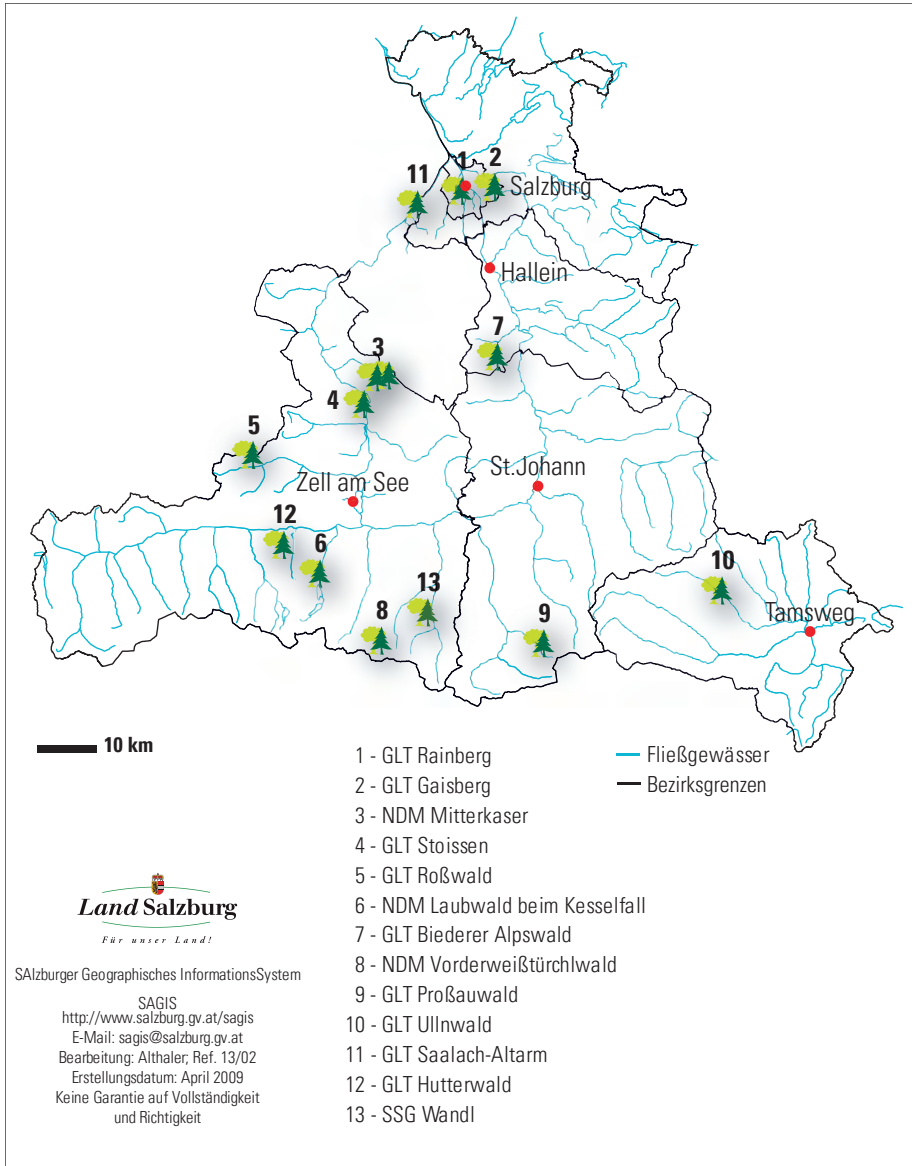 11
1
2
Salzburg
Hallein
7
3
4
5
Zell am See
St.Johann
12
6
13
8
9
10
Tamsweg
10 km
1 - GLT Rainberg
2 - GLT Gaisberg
3 - NDM Mitterkaser
4 - GLT Stoissen
5 - GLT Roßwald
6 - NDM Laubwald beim Kesselfall
7 - GLT Biederer Alpswald
8 - NDM Vorderweißtürchlwald
9 - GLT Proßauwald
10 - GLT Ullnwald
11 - GLT Saalach-Altarm
12 - GLT Hutterwald
13 - SSG Wandl
Fließgewässer
Bezirksgrenzen
Land Salzburg
Für unser Land!
SAlzburger Geographisches InformationsSystem
SAGIS
http://www.salzburg.gv.at/sagis
E-Mail: sagis@salzburg.gv.at
Bearbeitung: Althaler; Ref. 13/02
Erstellungsdatum: April 2009
Keine Garantie auf Vollständigkeit
und Richtigkeit